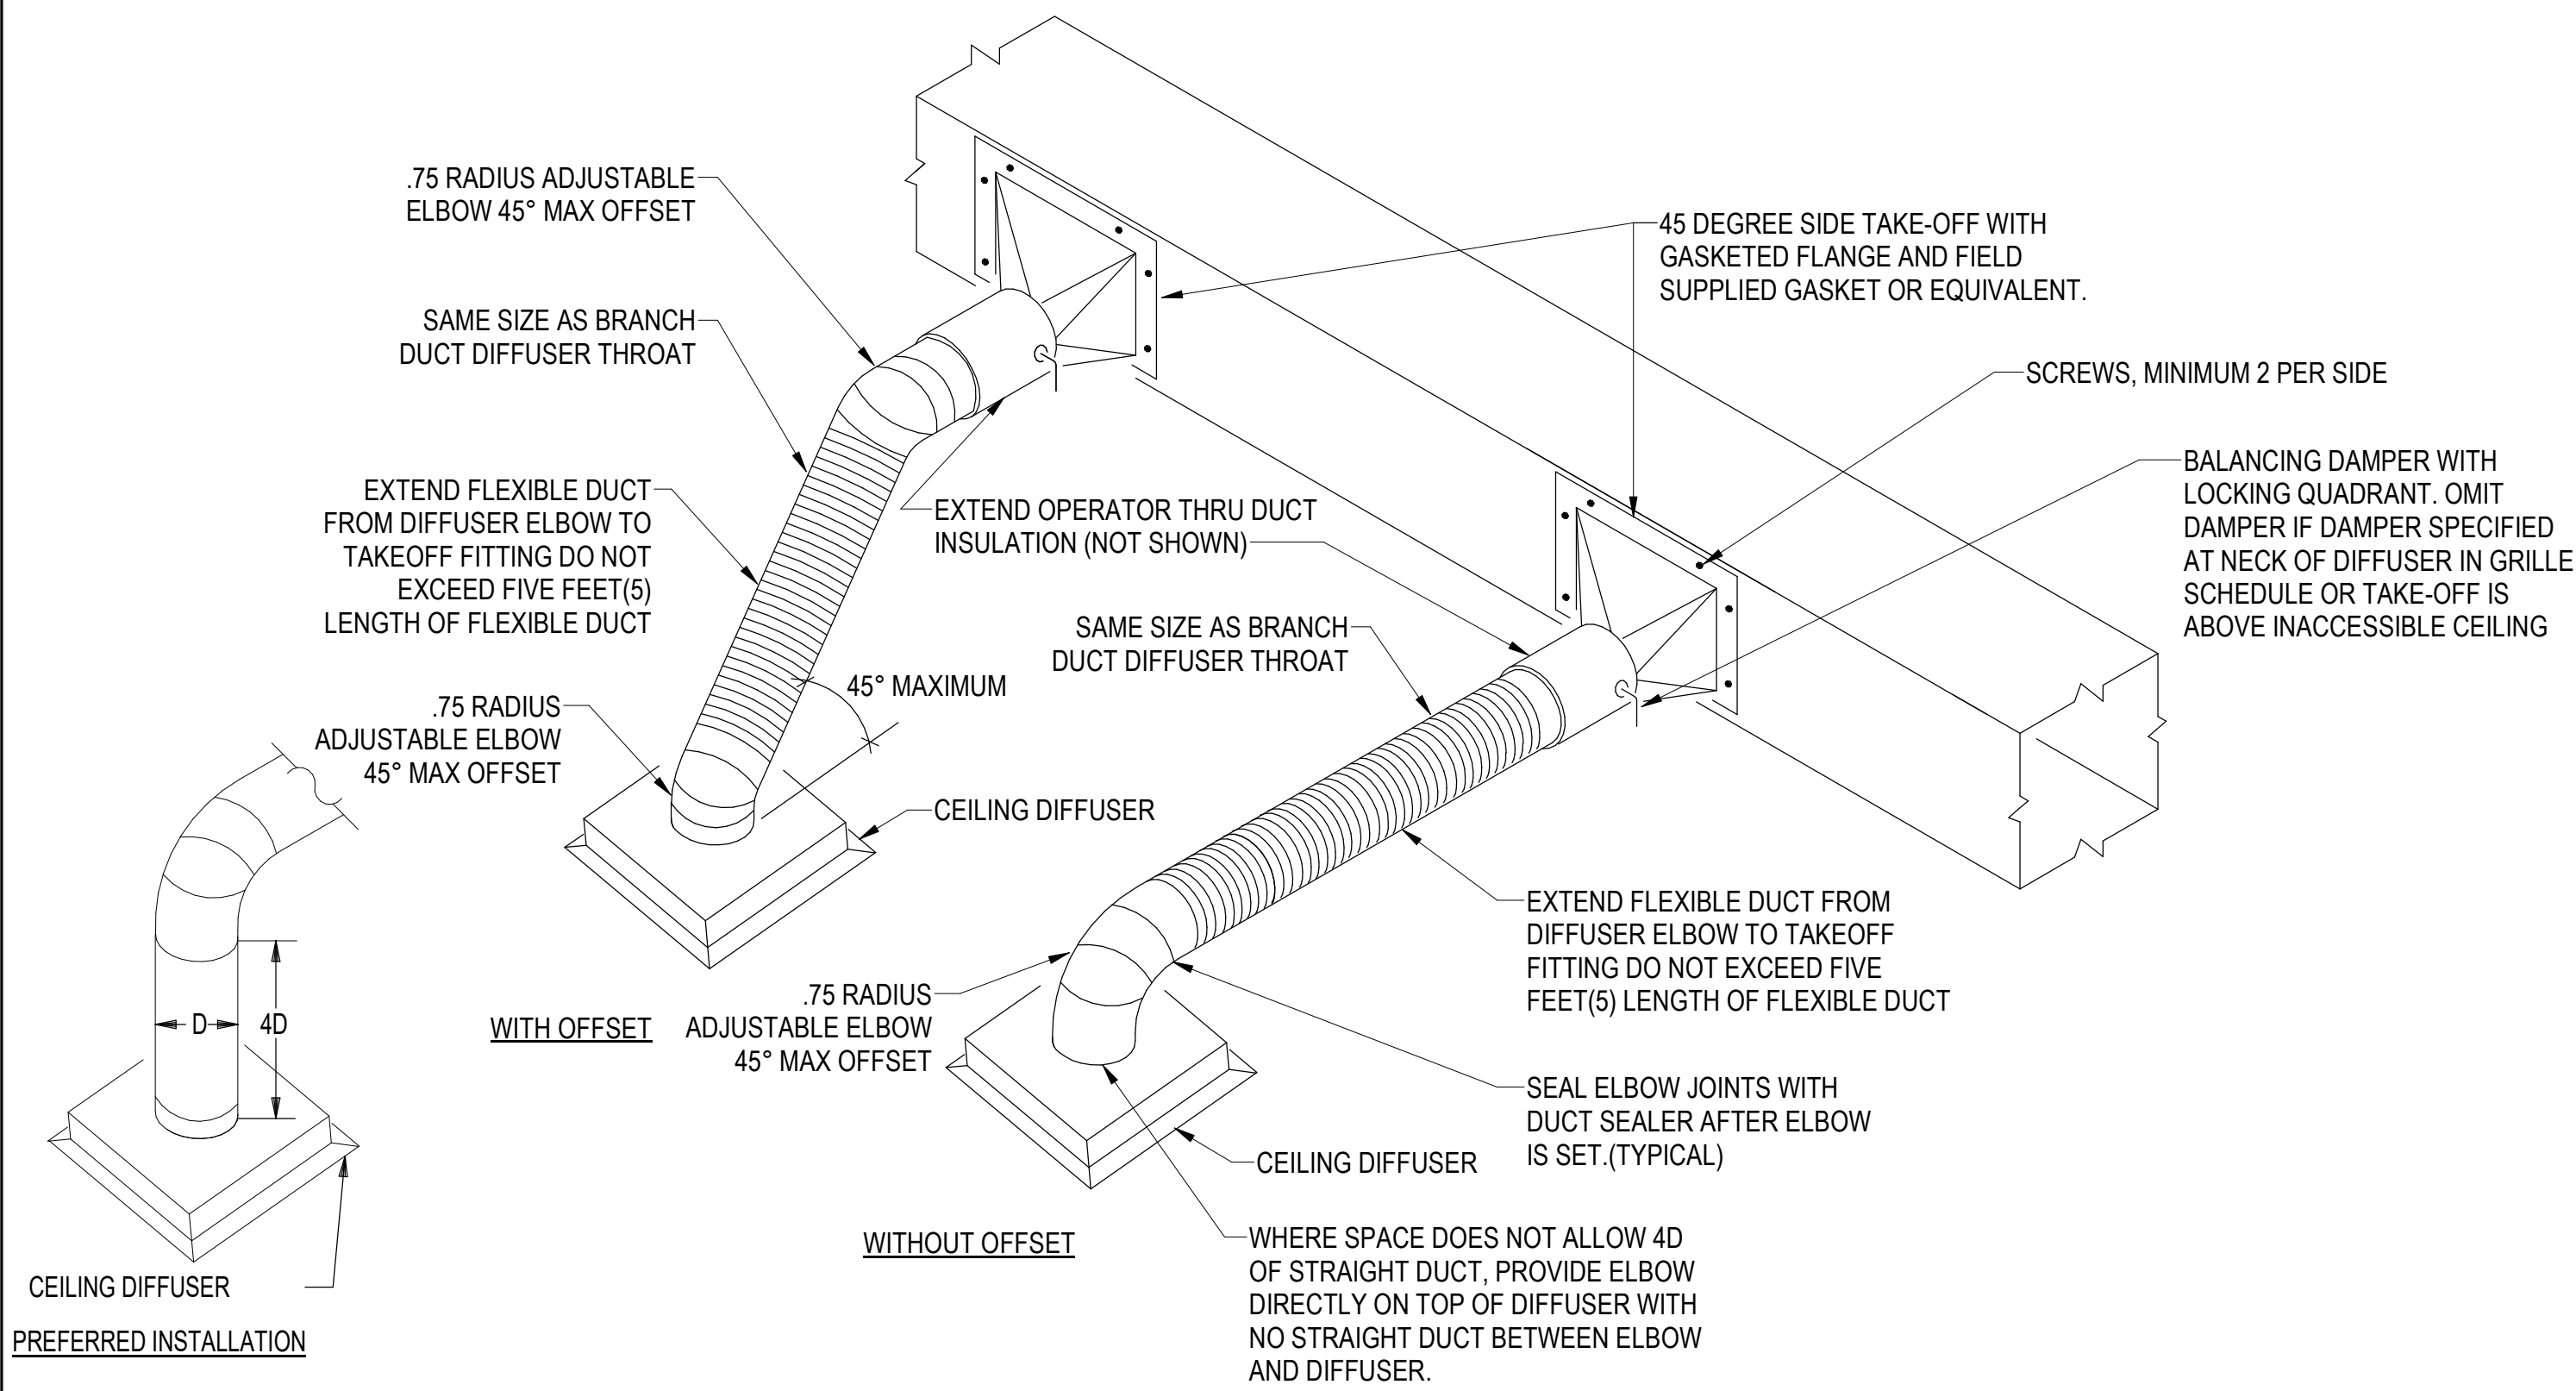 .75 RADIUS ADJUSTABLE
ELBOW 45° MAX OFFSET
SAME SIZE AS BRANCH
DUCT DIFFUSER THROAT
EXTEND FLEXIBLE DUCT
FROM DIFFUSER ELBOW TO
TAKEOFF FITTING DO NOT
EXCEED FIVE FEET(5)
LENGTH OF FLEXIBLE DUCT
.75 RADIUS
ADJUSTABLE ELBOW
45° MAX OFFSET
45° MAXIMUM
CEILING DIFFUSER
WITH OFFSET
45 DEGREE SIDE TAKE-OFF WITH
GASKETED FLANGE AND FIELD
SUPPLIED GASKET OR EQUIVALENT.
SCREWS, MINIMUM 2 PER SIDE
BALANCING DAMPER WITH
LOCKING QUADRANT. OMIT
DAMPER IF DAMPER SPECIFIED
AT NECK OF DIFFUSER IN GRILLE
SCHEDULE OR TAKE-OFF IS
ABOVE INACCESSIBLE CEILING
EXTEND OPERATOR THRU DUCT
INSULATION (NOT SHOWN)
SAME SIZE AS BRANCH
DUCT DIFFUSER THROAT
EXTEND FLEXIBLE DUCT FROM
DIFFUSER ELBOW TO TAKEOFF
FITTING DO NOT EXCEED FIVE
FEET(5) LENGTH OF FLEXIBLE DUCT
.75 RADIUS
ADJUSTABLE ELBOW
45° MAX OFFSET
SEAL ELBOW JOINTS WITH
DUCT SEALER AFTER ELBOW
IS SET.(TYPICAL)
CEILING DIFFUSER
WITHOUT OFFSET
WHERE SPACE DOES NOT ALLOW 4D
OF STRAIGHT DUCT, PROVIDE ELBOW
DIRECTLY ON TOP OF DIFFUSER WITH
NO STRAIGHT DUCT BETWEEN ELBOW
AND DIFFUSER.
D
4D
CEILING DIFFUSER
PREFERRED INSTALLATION